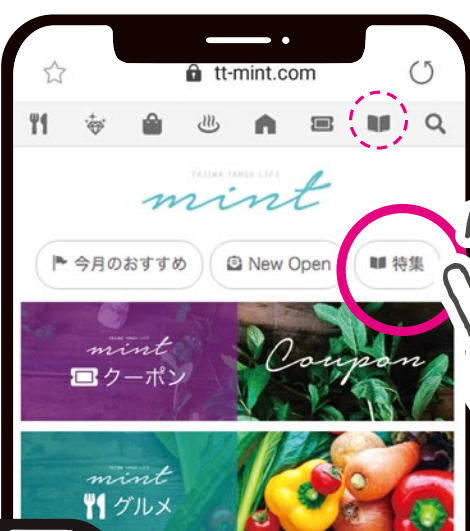 tt-mint.com
TAJIMA TANGO LIFE
mint
今月のおすすめ
New Open
特集
mint
クーポン
Coupon
mint
グルメ